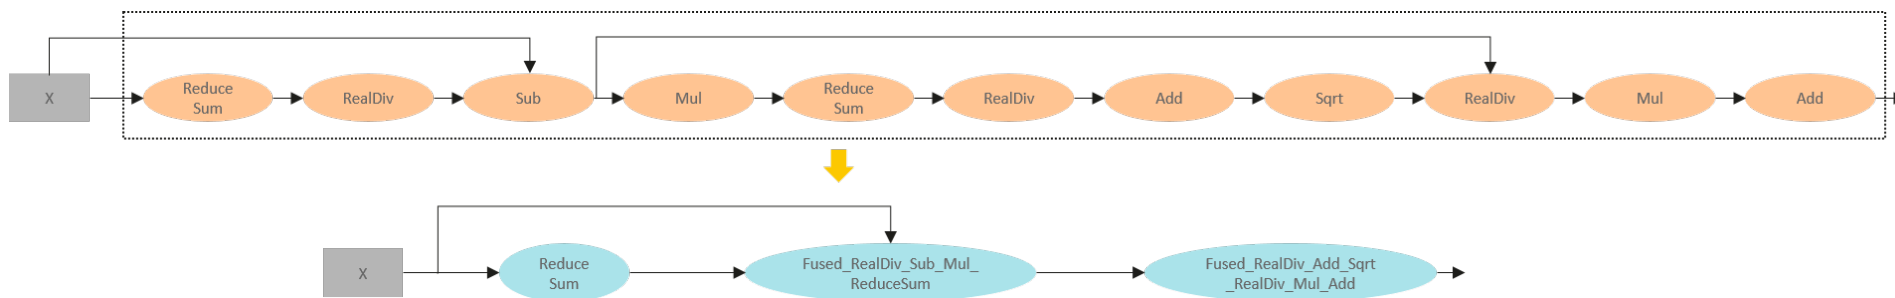 X
Reduce
Sum
RealDiv
Sub
Mul
Reduce
Sum
RealDiv
Add
Sqrt
RealDiv
Mul
Add
X
Reduce
Sum
Fused_RealDiv_Sub_Mul_
ReduceSum
Fused_RealDiv_Add_Sqrt
_RealDiv_Mul_Add